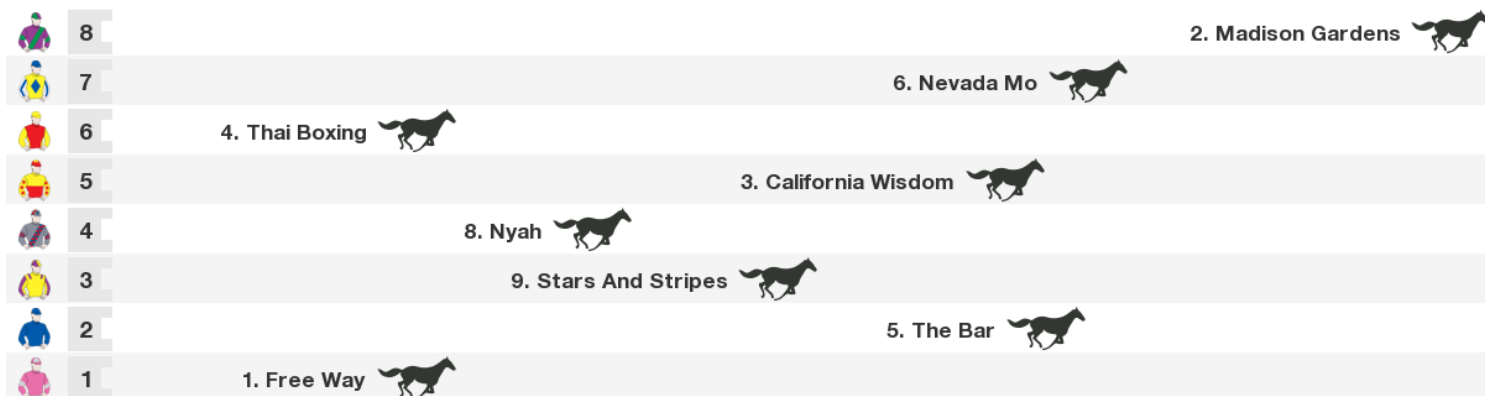 8 2. Madison Gardens
7 6. Nevada Mo
6 4. Thai Boxing
5 3. California Wisdom
4 8. Nyah
3 9. Stars And Stripes
2 5. The Bar
1 1. Free Way